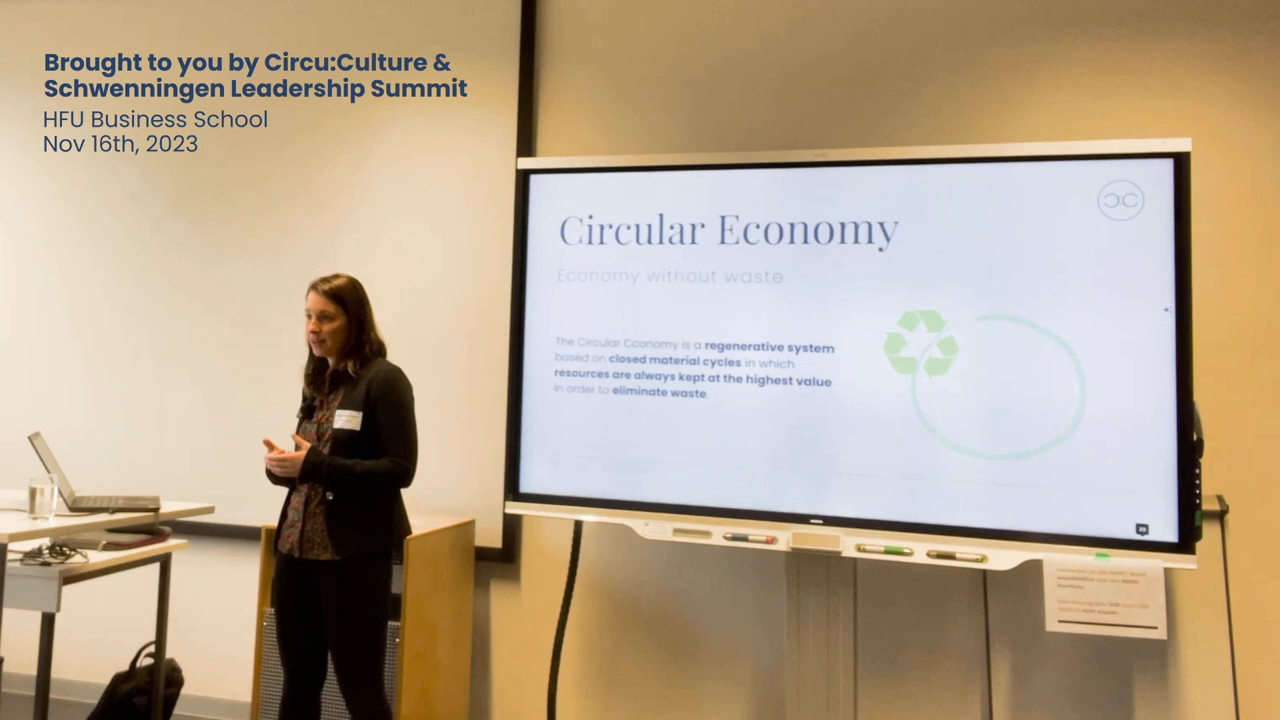 Brought to you by Circu:Culture &
Schwenningen Leadership Summit
HFU Business School
Nov 16th, 2023
Circular Economy
Economy without waste
The Circular Cconomy is a regenerative system
based on closed material cycles in which
resources are always kept at the highest value
in order to eliminate waste.